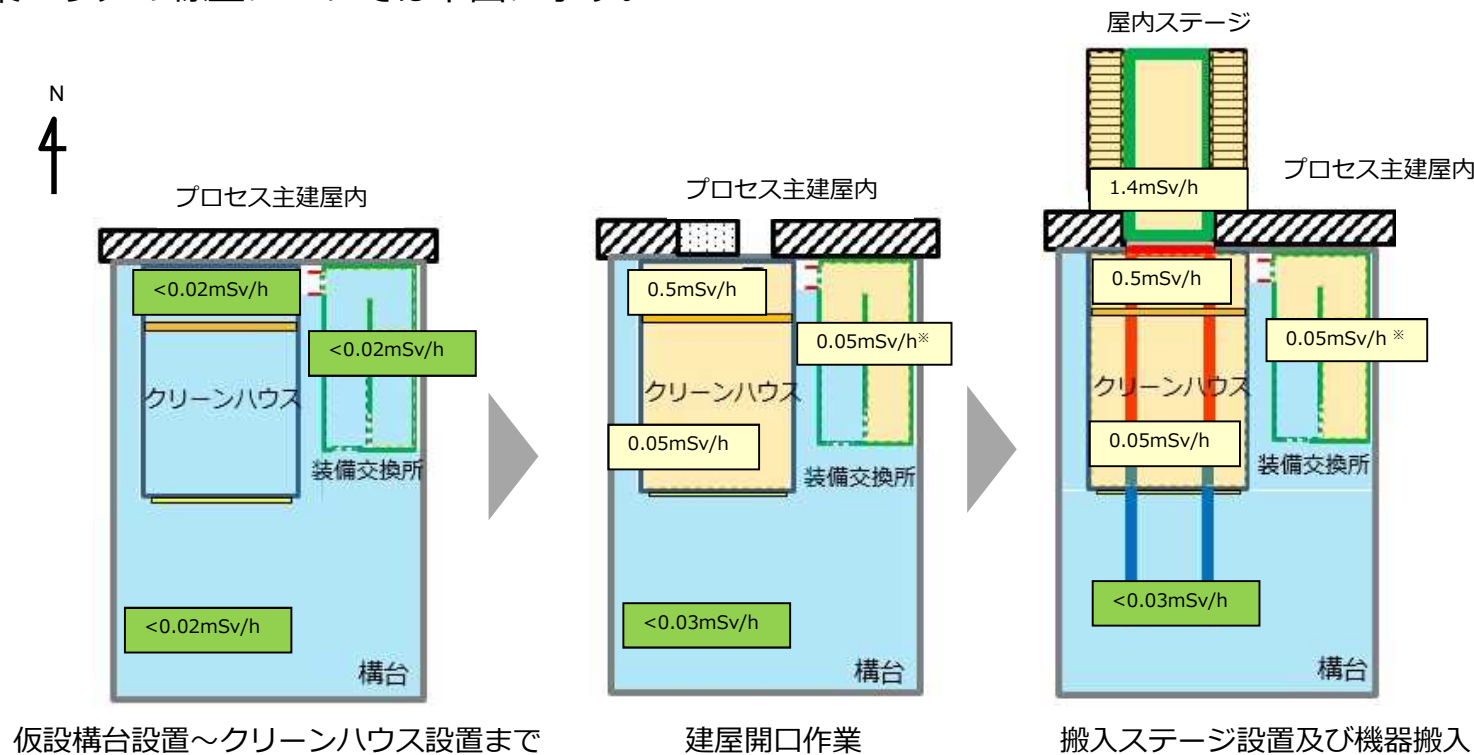 屋内ステージ
N
プロセス主建屋内
<0.02mSv/h
<0.02mSv/h
クリーンハウス
装備交換所
<0.02mSv/h
構台
仮設構台設置~クリーンハウス設置まで
プロセス主建屋内
0.5mSv/h
0.05mSv/h※
クリーンハウス
0.05mSv/h
装備交換所
<0.03mSv/h
構台
建屋開口作業
1.4mSv/h
プロセス主建屋内
0.5mSv/h
0.05mSv/h ※
クリーンハウス
0.05mSv/h
装備交換所
<0.03mSv/h
構台
搬入ステージ設置及び機器搬入